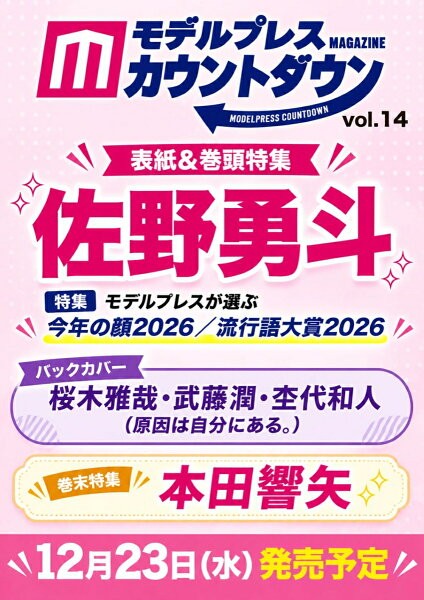 モデルプレス
MAGAZINE
カウントダウン
MODELPRESS COUNTDOWN
vol.14
表紙&巻頭特集
佐野勇斗
特集 モデルプレスが選ぶ
今年の顔2026/流行語大賞2026
バックカバー
桜木雅哉・武藤潤・杢代和人
(原因は自分にある。)
巻末特集 本田響矢
12月23日(水)発売予定